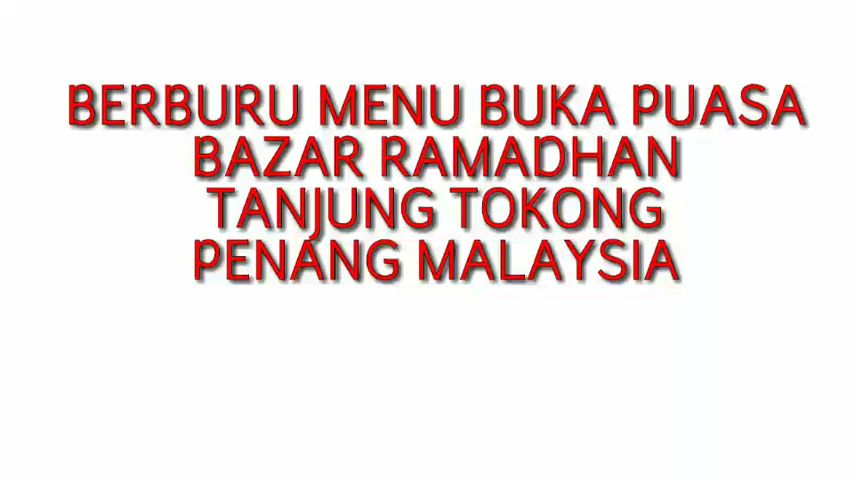 BERBURU MENU BUKA PUASA
BAZAR RAMADHAN
TANJUNG TOKONG
PENANG MALAYSIA